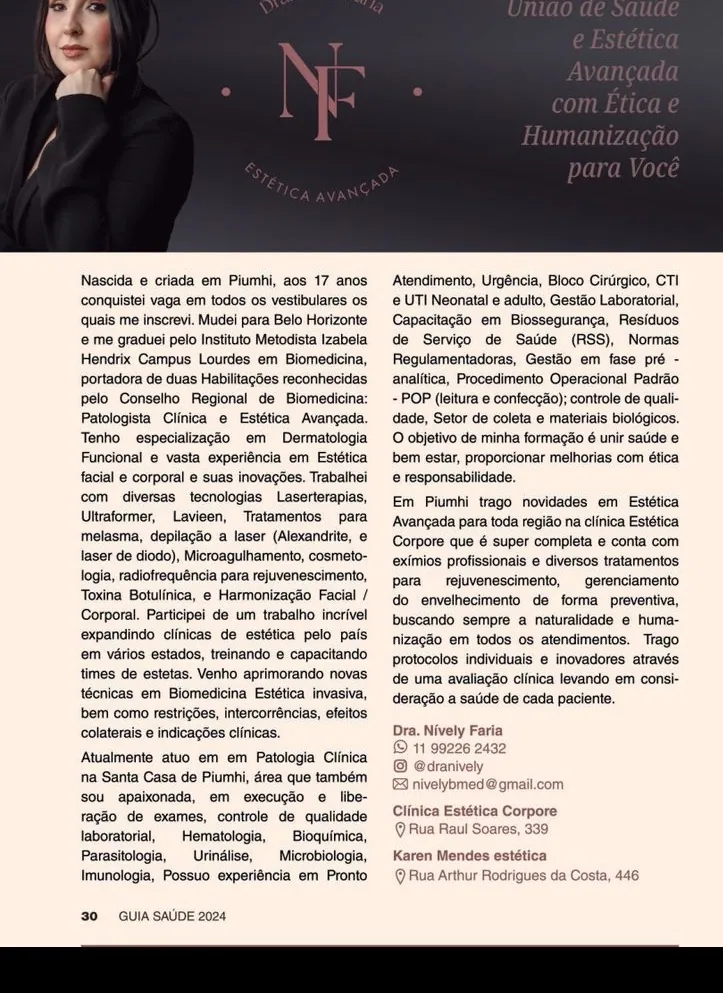 União de Saúde
e Estética
Avançada
com Ética e
Humanização
para Você
NF
ESTÉTICA AVANÇADA
Nascida e criada em Piumhi, aos 17 anos
conquistei vaga em todos os vestibulares os
quais me inscrevi. Mudei para Belo Horizonte
e me graduei pelo Instituto Metodista Izabela
Hendrix Campus Lourdes em Biomedicina,
portadora de duas Habilitações reconhecidas
pelo Conselho Regional de Biomedicina:
Patologista Clínica e Estética Avançada.
Tenho especialização em Dermatologia
Funcional e vasta experiência em Estética
facial e corporal e suas inovações. Trabalhei
com diversas tecnologias Laserterapias,
Ultraformer, Lavieen, Tratamentos para
melasma, depilação a laser (Alexandrite, e
laser de diodo), Microagulhamento, cosmeto-
logia, radiofrequência para rejuvenescimento,
Toxina Botulínica, e Harmonização Facial /
Corporal. Participei de um trabalho incrível
expandindo clínicas de estética pelo país
em vários estados, treinando e capacitando
times de estetas. Venho aprimorando novas
técnicas em Biomedicina Estética invasiva,
bem como restrições, intercorrências, efeitos
colaterais e indicações clínicas.
Atualmente atuo em em Patologia Clínica
na Santa Casa de Piumhi, área que também
sou apaixonada, em execução e libe-
ração de exames, controle de qualidade
laboratorial, Hematologia, Bioquímica,
Parasitologia, Urinálise, Microbiologia,
Imunologia, Possuo experiência em Pronto
Atendimento, Urgência, Bloco Cirúrgico, CTI
e UTI Neonatal e adulto, Gestão Laboratorial,
Capacitação em Biossegurança, Resíduos
de Serviço de Saúde (RSS), Normas
Regulamentadoras, Gestão em fase pré -
analítica, Procedimento Operacional Padrão
- POP (leitura e confecção); controle de quali-
dade, Setor de coleta e materiais biológicos.
O objetivo de minha formação é unir saúde e
bem estar, proporcionar melhorias com ética
e responsabilidade.
Em Piumhi trago novidades em Estética
Avançada para toda região na clínica Estética
Corpore que é super completa e conta com
exímios profissionais e diversos tratamentos
para rejuvenescimento, gerenciamento
do envelhecimento de forma preventiva,
buscando sempre a naturalidade e huma-
nização em todos os atendimentos. Trago
protocolos individuais e inovadores através
de uma avaliação clínica levando em consi-
deração a saúde de cada paciente.
Dra. Nívely Faria
11 99226 2432
@dranively
nivelybmed@gmail.com
Clínica Estética Corpore
Rua Raul Soares, 339
Karen Mendes estética
Rua Arthur Rodrigues da Costa, 446
30 GUIA SAÚDE 2024